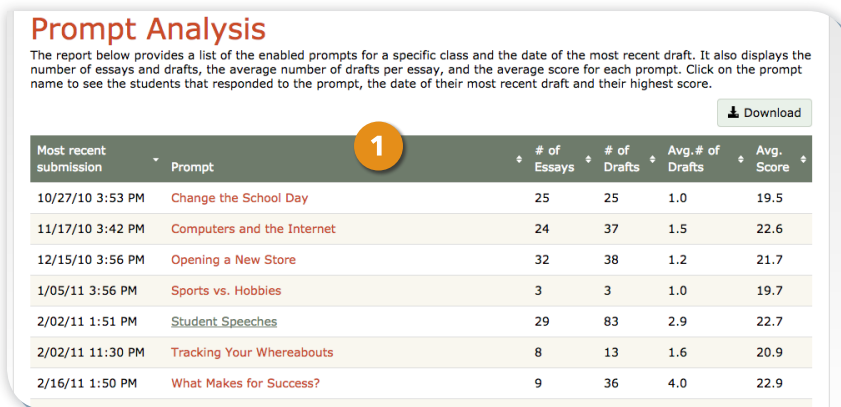 Prompt Analysis
The report below provides a list of the enabled prompts for a specific class and the date of the most recent draft. It also displays the
number of essays and drafts, the average number of drafts per essay, and the average score for each prompt. Click on the prompt
name to see the students that responded to the prompt, the date of their most recent draft and their highest score.
Download
Most recent submission Prompt 1 # of Essays # of Drafts Avg.# of Drafts Avg. Score
10/27/10 3:53 PM Change the School Day 25 25 1.0 19.5
11/17/10 3:42 PM Computers and the Internet 24 37 1.5 22.6
12/15/10 3:56 PM Opening a New Store 32 38 1.2 21.7
1/05/11 3:56 PM Sports vs. Hobbies 3 3 1.0 19.7
2/02/11 1:51 PM Student Speeches 29 83 2.9 22.7
2/02/11 11:30 PM Tracking Your Whereabouts 8 13 1.6 20.9
2/16/11 1:50 PM What Makes for Success? 9 36 4.0 22.9